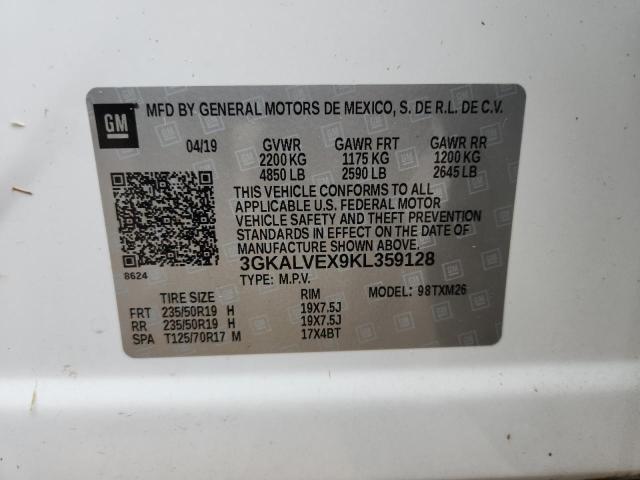 GM
MFD BY GENERAL MOTORS DE MEXICO, S. DE R.L. DE C.V.
04/19 GVWR GAWR FRT GAWR RR
2200 KG 1175 KG 1200 KG
4850 LB 2590 LB 2645 LB
THIS VEHICLE CONFORMS TO ALL
APPLICABLE U.S. FEDERAL MOTOR
VEHICLE SAFETY AND THEFT PREVENTION
STANDARDS IN EFFECT ON THE DATE OF
MANUFACTURE SHOWN ABOVE.
8624 3GKALVEX9KL359128
TYPE: M.P.V. MODEL: 98TXM26
TIRE SIZE RIM
FRT 235/50R19 H 19X7.5J
RR 235/50R19 H 19X7.5J
SPA T125/70R17 M 17X4BT